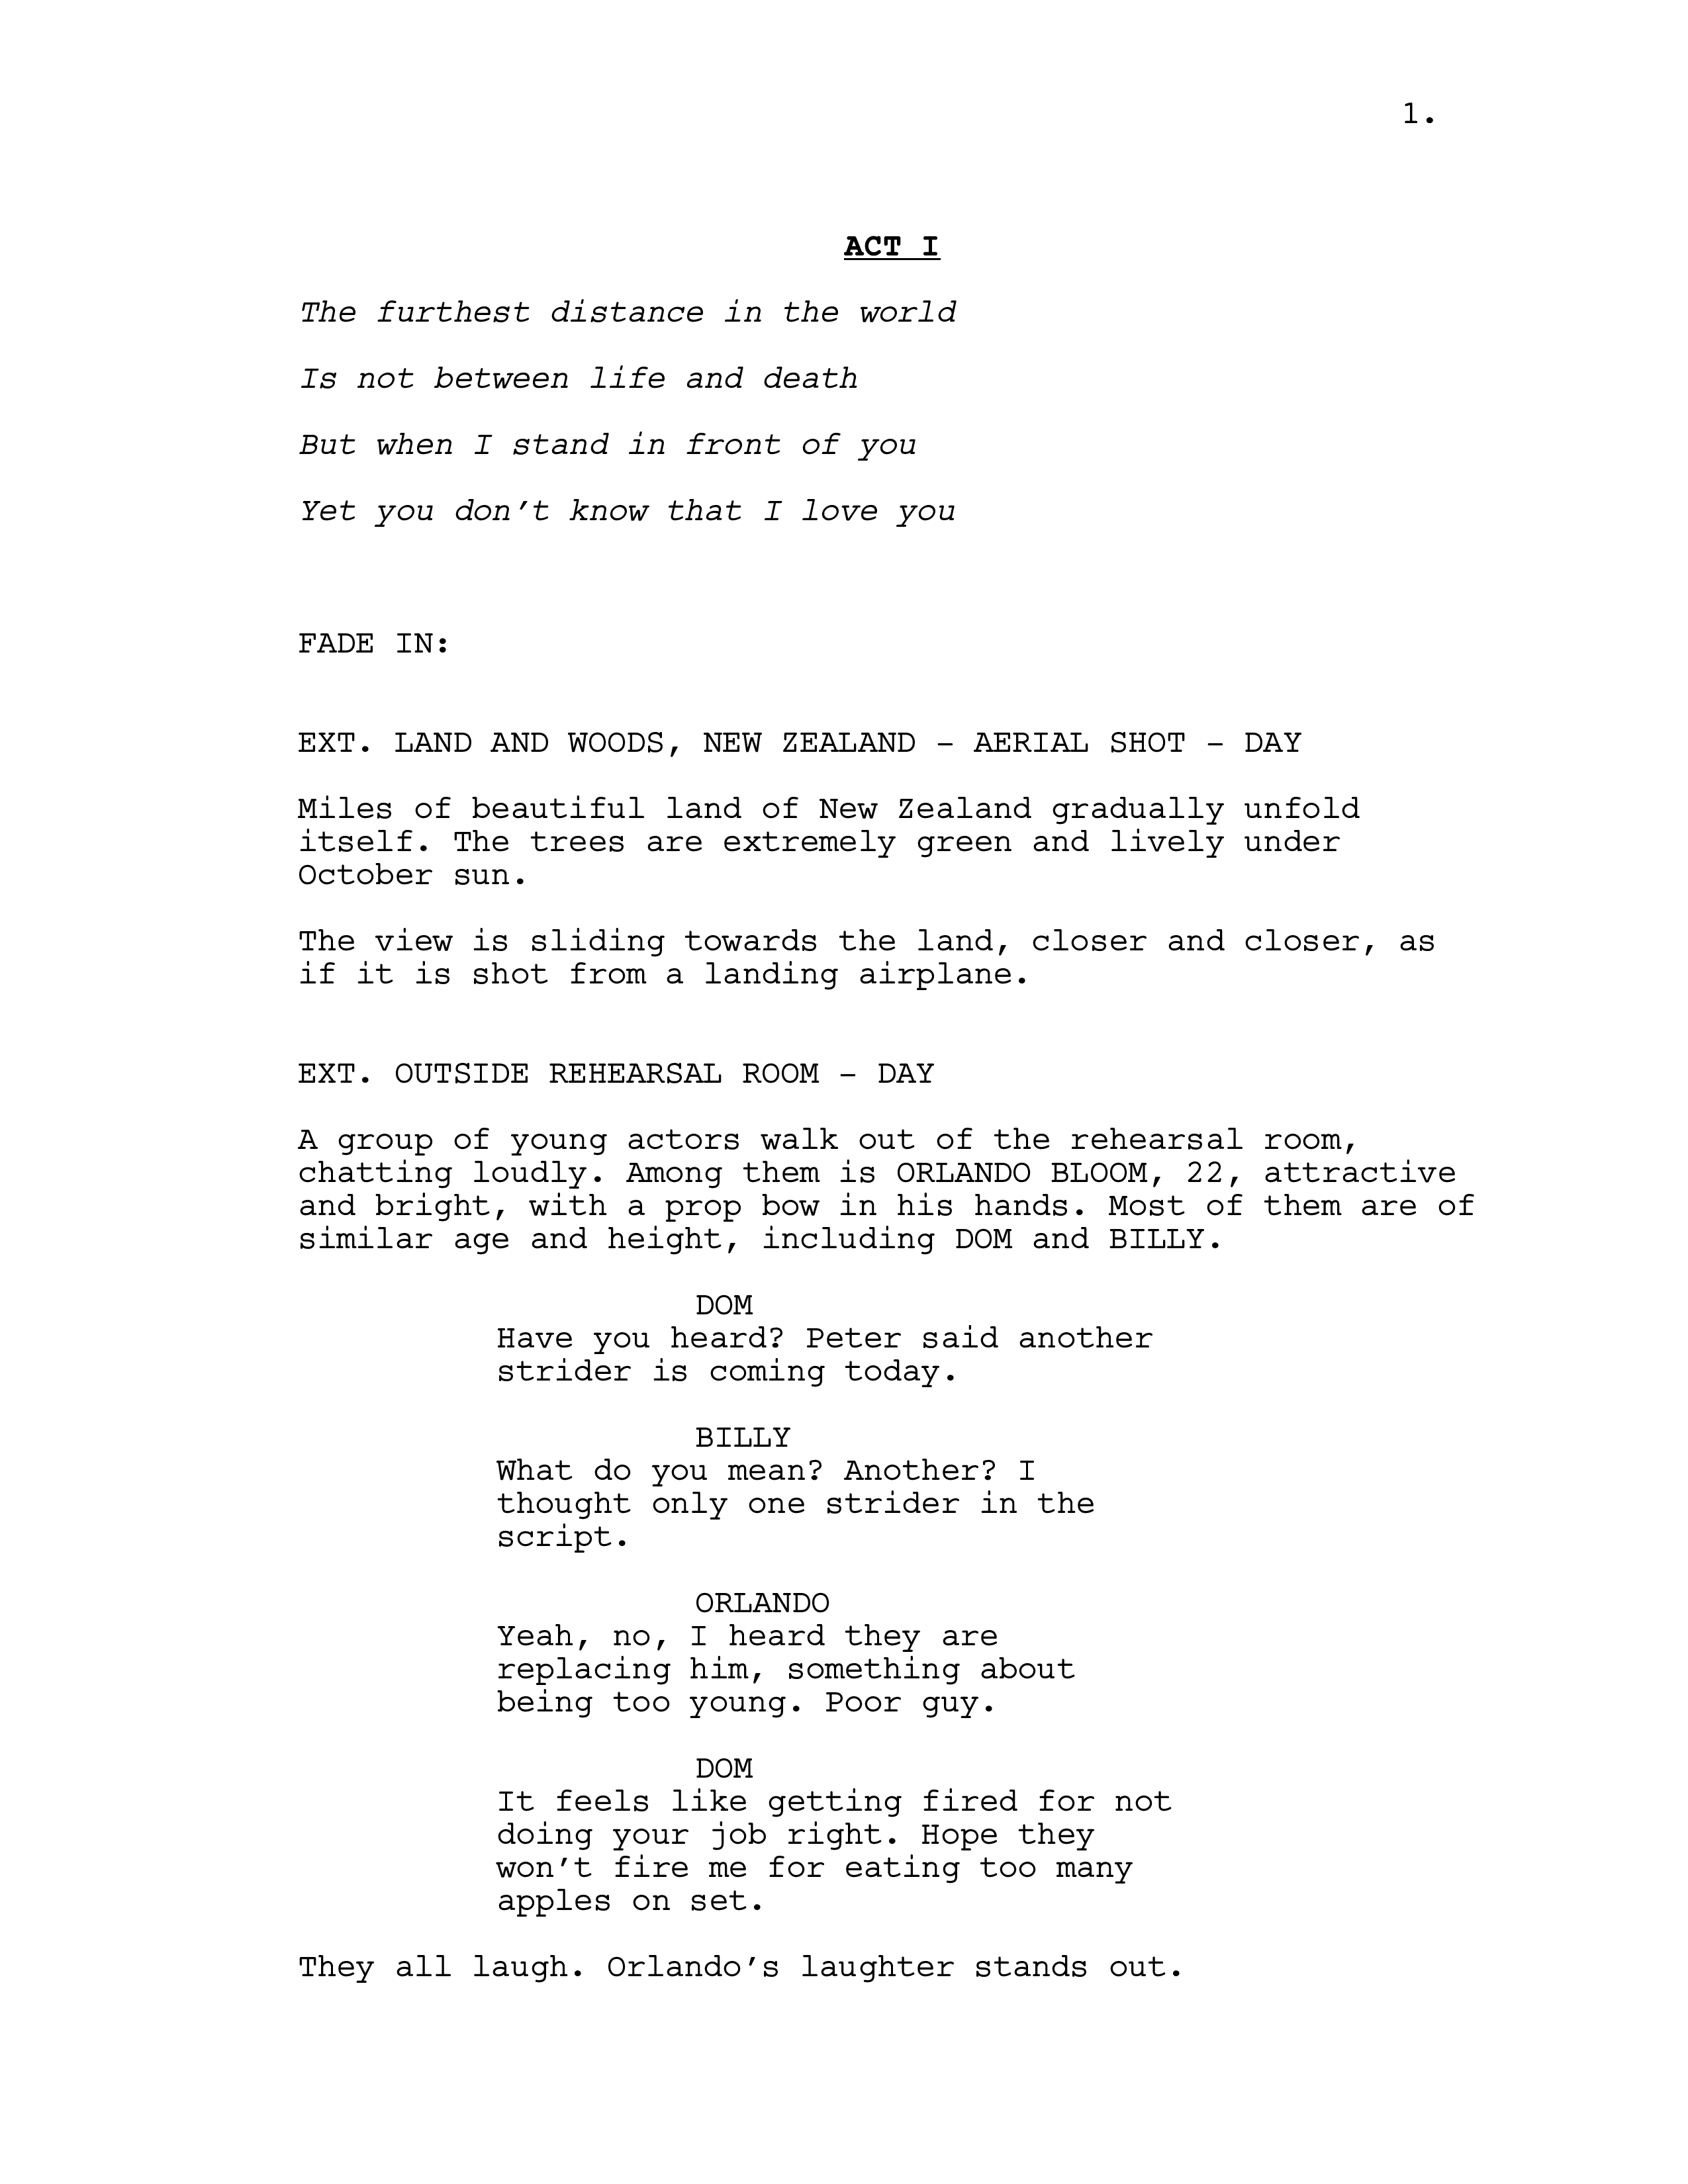 1.
ACT I
The furthest distance in the world
Is not between life and death
But when I stand in front of you
Yet you don’t know that I love you
FADE IN:
EXT. LAND AND WOODS, NEW ZEALAND – AERIAL SHOT – DAY
Miles of beautiful land of New Zealand gradually unfold
itself. The trees are extremely green and lively under
October sun.
The view is sliding towards the land, closer and closer, as
if it is shot from a landing airplane.
EXT. OUTSIDE REHEARSAL ROOM – DAY
A group of young actors walk out of the rehearsal room,
chatting loudly. Among them is ORLANDO BLOOM, 22, attractive
and bright, with a prop bow in his hands. Most of them are of
similar age and height, including DOM and BILLY.
DOM
Have you heard? Peter said another
strider is coming today.
BILLY
What do you mean? Another? I
thought only one strider in the
script.
ORLANDO
Yeah, no, I heard they are
replacing him, something about
being too young. Poor guy.
DOM
It feels like getting fired for not
doing your job right. Hope they
won’t fire me for eating too many
apples on set.
They all laugh. Orlando’s laughter stands out.